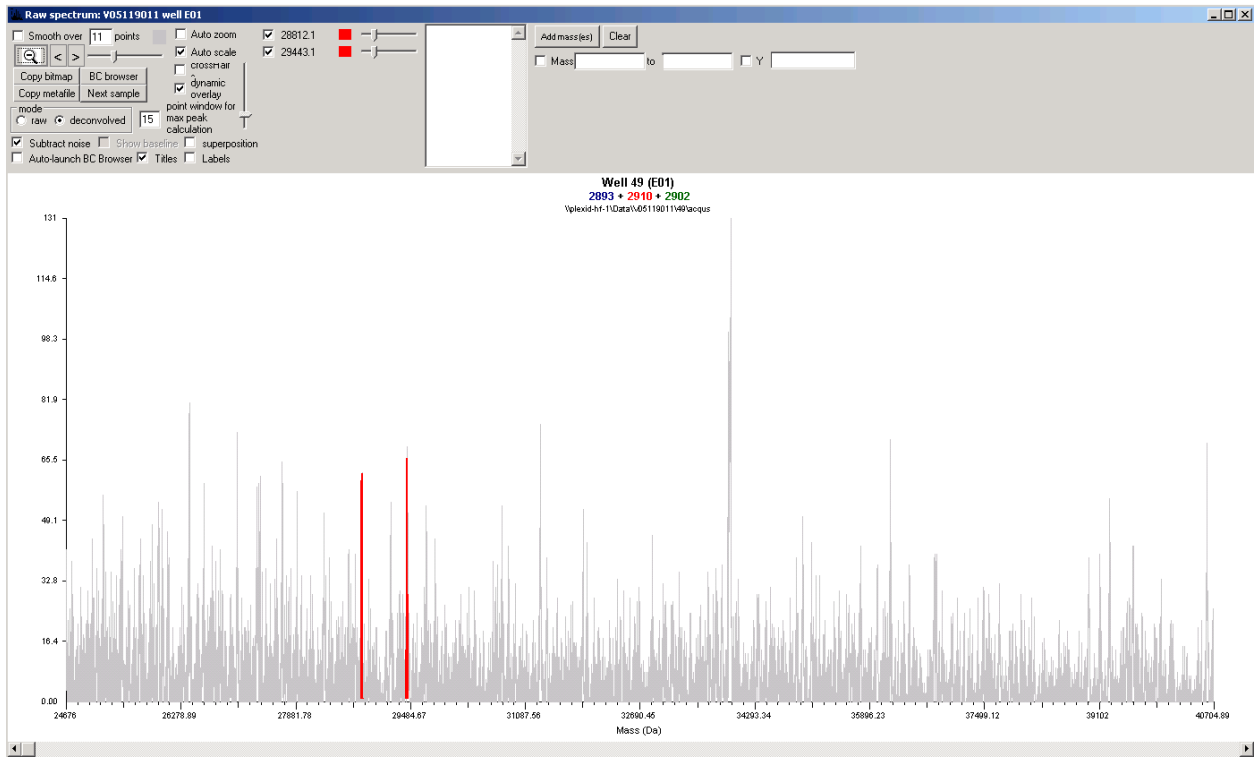 Raw spectrum: V05119011 well E01
Smooth over 11 points
Auto zoom
28812.1
Add mass(es) Clear
< >
Auto scale
29443.1
Mass to Y
crossHair
Copy bitmap BC browser
dynamic overlay
Copy metafile Next sample
mode
raw deconvolved
15 point window for max peak calculation
Subtract noise Show baseline superposition
Auto-launch BC Browser Titles Labels
Well 49 (E01)
2893 + 2910 + 2902
\\plexid-hf-1\Data\V05119011\49\acqus
131
114.6
98.3
81.9
65.5
49.1
32.8
16.4
0.00
24676 26278.89 27881.78 29484.67 31087.56 32690.45 34293.34 35896.23 37499.12 39102 40704.89
Mass (Da)